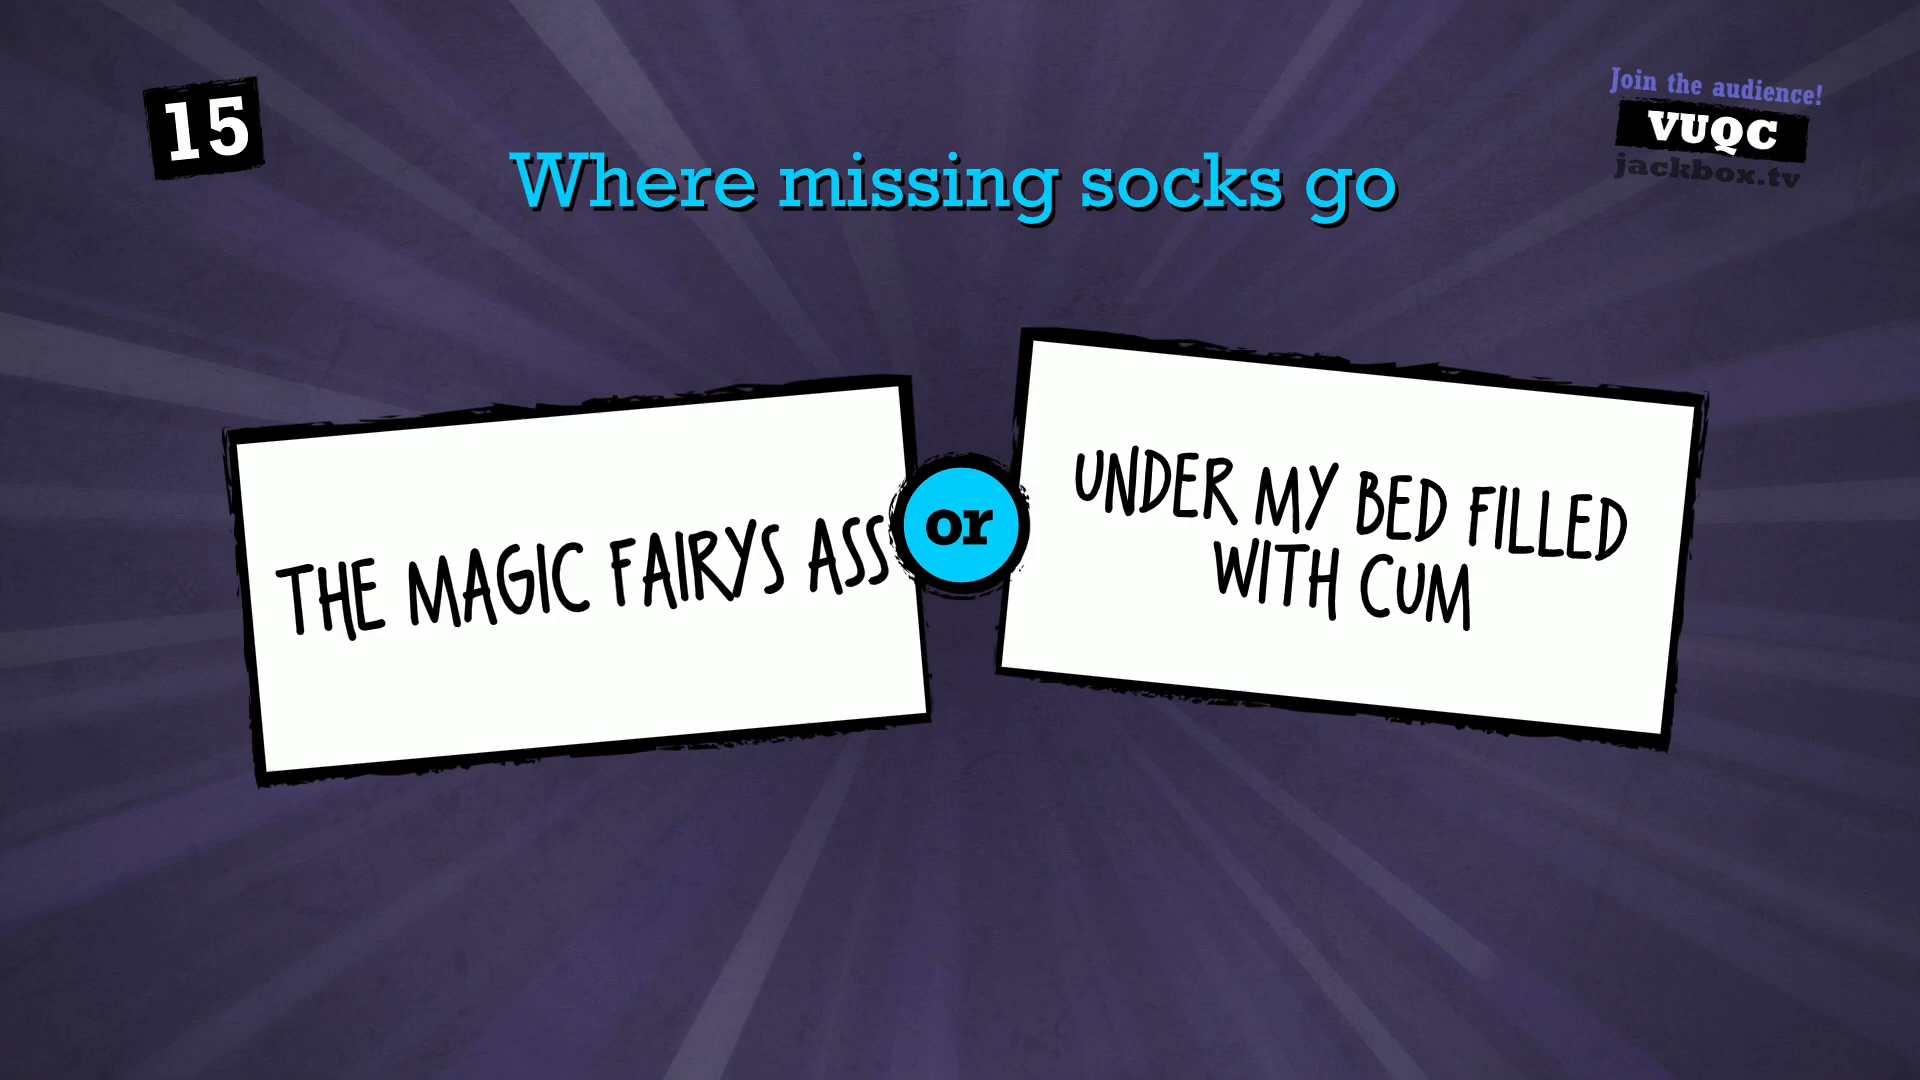 15
Join the audience!
VUQC
jackbox.tv
Where missing socks go
THE MAGIC FAIRYS ASS
or
UNDER MY BED FILLED
WITH CUM